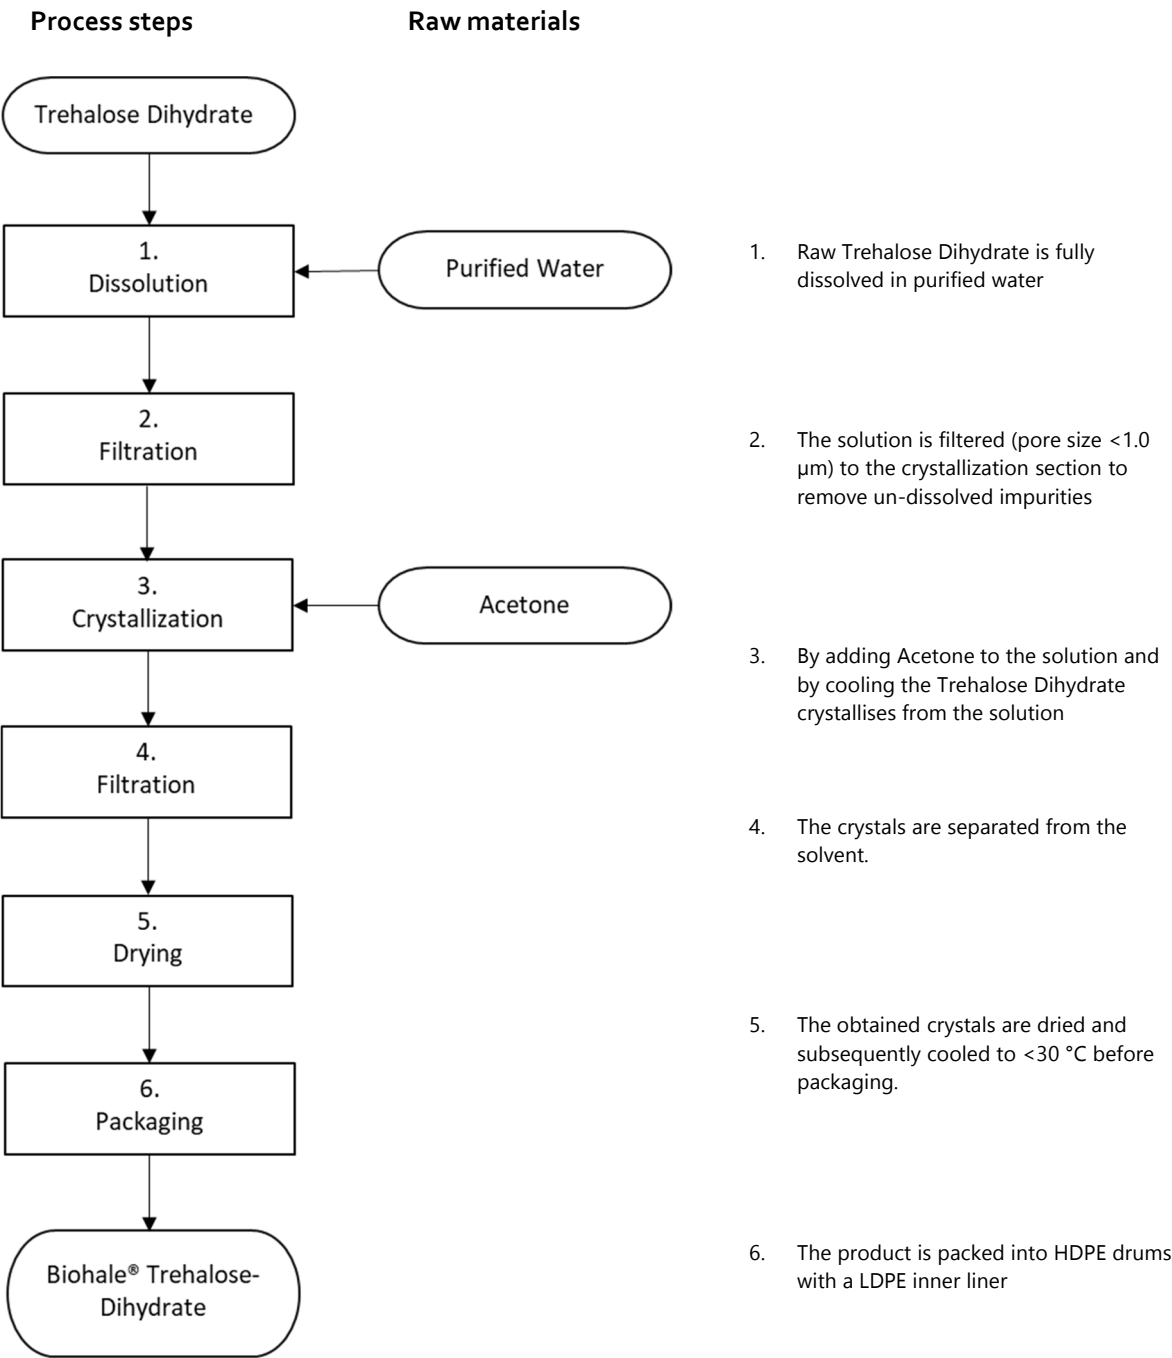 Process steps
Raw materials
Trehalose Dihydrate
1.
Dissolution
Purified Water
1. Raw Trehalose Dihydrate is fully
dissolved in purified water
2.
Filtration
2. The solution is filtered (pore size <1.0
µm) to the crystallization section to
remove un-dissolved impurities
3.
Crystallization
Acetone
3. By adding Acetone to the solution and
by cooling the Trehalose Dihydrate
crystallises from the solution
4.
Filtration
4. The crystals are separated from the
solvent.
5.
Drying
5. The obtained crystals are dried and
subsequently cooled to <30 °C before
packaging.
6.
Packaging
Biohale® Trehalose-
Dihydrate
6. The product is packed into HDPE drums
with a LDPE inner liner